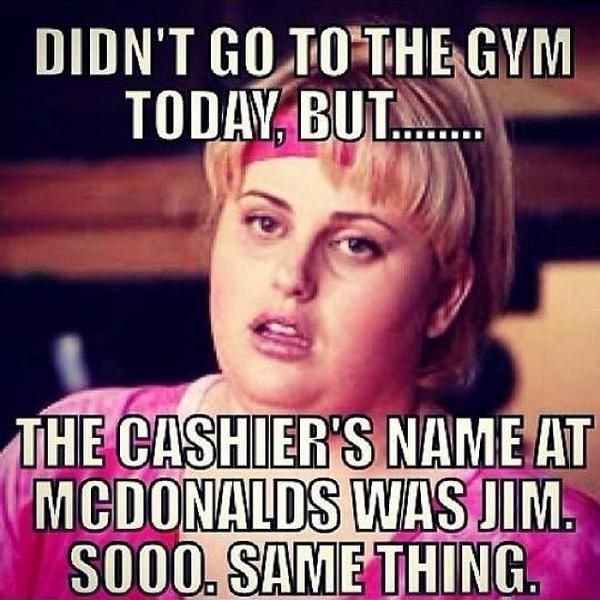 DIDN'T GO TO THE GYM
TODAY, BUT........
THE CASHIER'S NAME AT
MCDONALDS WAS JIM.
SOOO. SAME THING.